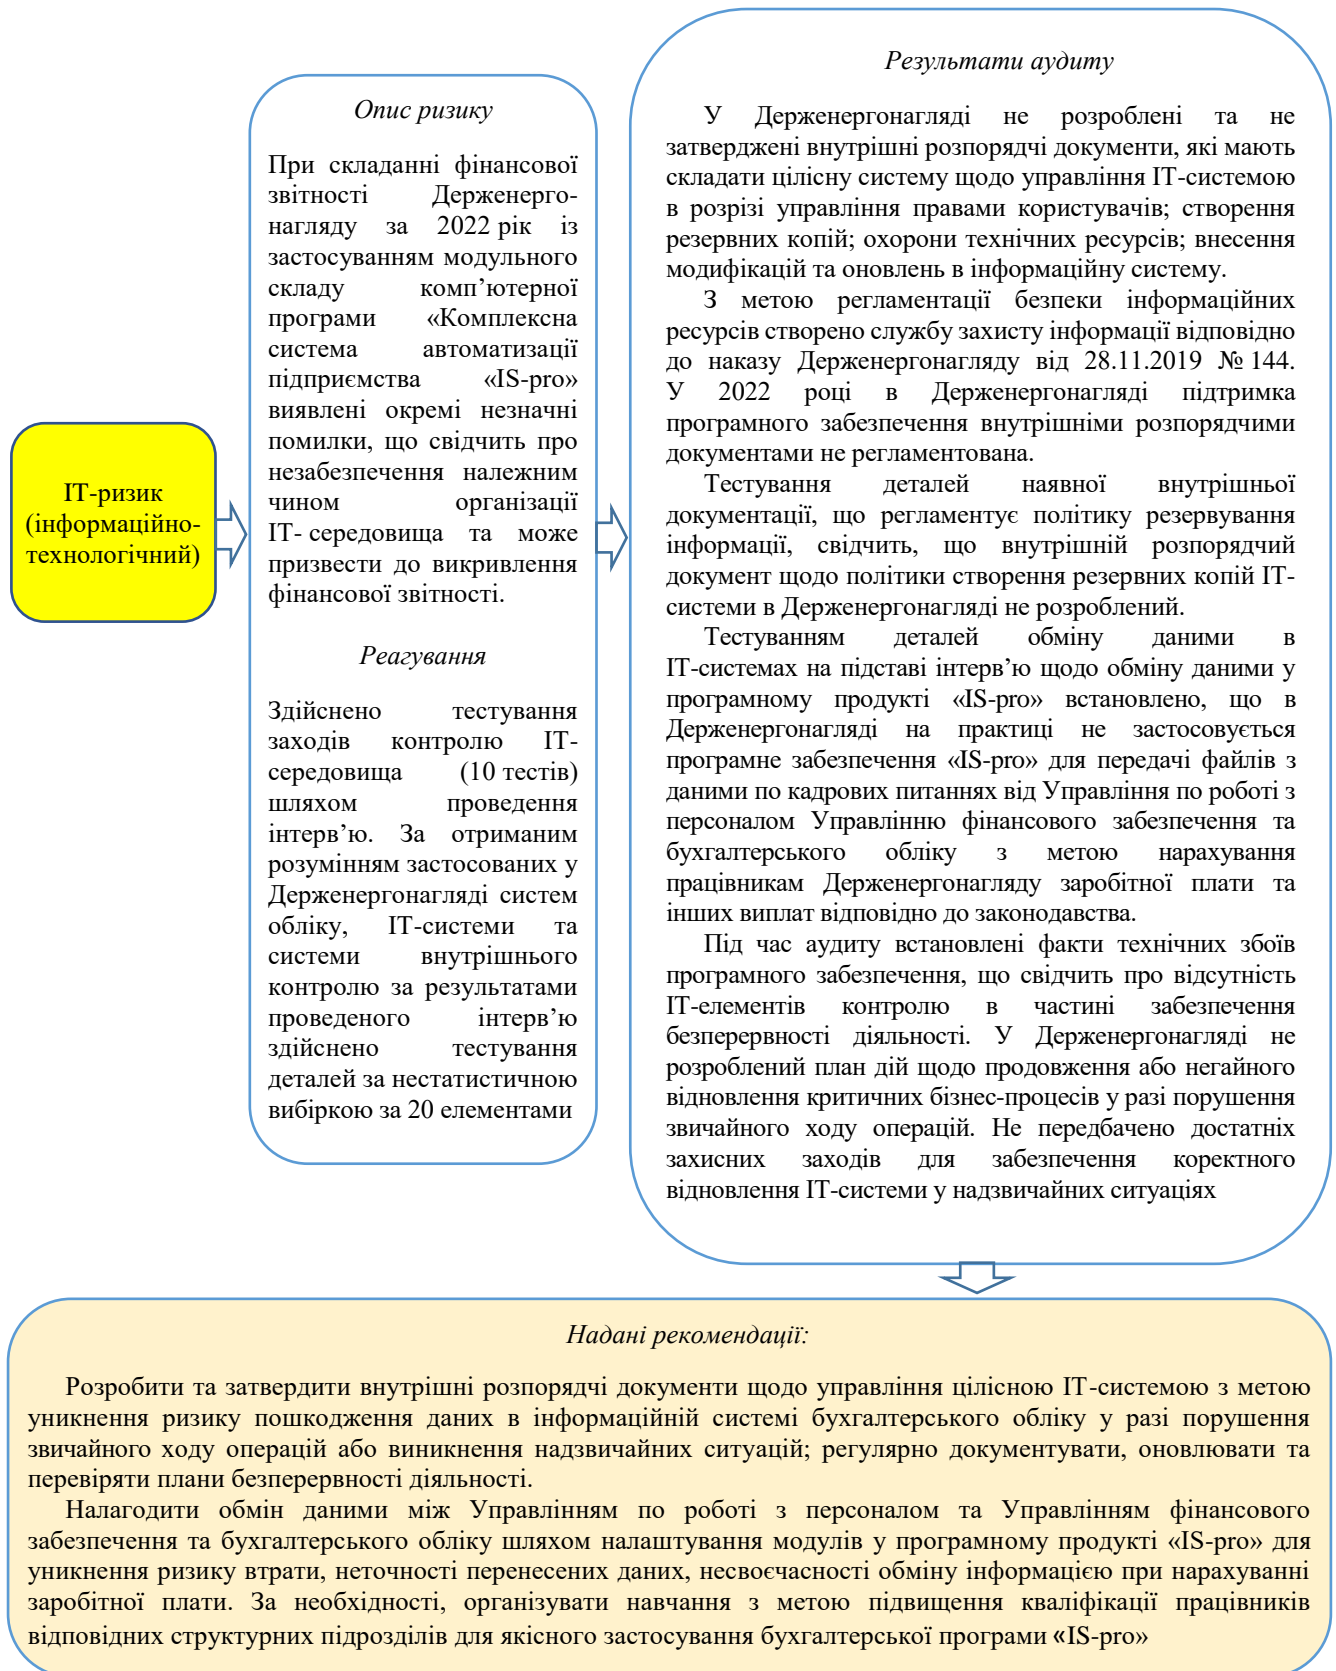 ІТ-ризик
(інформаційно-
технологічний)
Опис ризику
При складанні фінансової
звітності Держенерго-
нагляду за 2022 рік із
застосуванням модульного
складу комп’ютерної
програми «Комплексна
система автоматизації
підприємства «IS-pro»
виявлені окремі незначні
помилки, що свідчить про
незабезпечення належним
чином організації
ІТ- середовища та може
призвести до викривлення
фінансової звітності.
Реагування
Здійснено тестування
заходів контролю ІТ-
середовища (10 тестів)
шляхом проведення
інтерв’ю. За отриманим
розумінням застосованих у
Держенергонагляді систем
обліку, ІТ-системи та
системи внутрішнього
контролю за результатами
проведеного інтерв’ю
здійснено тестування
деталей за нестатистичною
вибіркою за 20 елементами
Результати аудиту
У Держенергонагляді не розроблені та не
затверджені внутрішні розпорядчі документи, які мають
складати цілісну систему щодо управління ІТ-системою
в розрізі управління правами користувачів; створення
резервних копій; охорони технічних ресурсів; внесення
модифікацій та оновлень в інформаційну систему.
З метою регламентації безпеки інформаційних
ресурсів створено службу захисту інформації відповідно
до наказу Держенергонагляду від 28.11.2019 № 144.
У 2022 році в Держенергонагляді підтримка
програмного забезпечення внутрішніми розпорядчими
документами не регламентована.
Тестування деталей наявної внутрішньої
документації, що регламентує політику резервування
інформації, свідчить, що внутрішній розпорядчий
документ щодо політики створення резервних копій ІТ-
системи в Держенергонагляді не розроблений.
Тестуванням деталей обміну даними в
ІТ-системах на підставі інтерв’ю щодо обміну даними у
програмному продукті «IS-pro» встановлено, що в
Держенергонагляді на практиці не застосовується
програмне забезпечення «IS-pro» для передачі файлів з
даними по кадрових питаннях від Управління по роботі з
персоналом Управлінню фінансового забезпечення та
бухгалтерського обліку з метою нарахування
працівникам Держенергонагляду заробітної плати та
інших виплат відповідно до законодавства.
Під час аудиту встановлені факти технічних збоїв
програмного забезпечення, що свідчить про відсутність
ІТ-елементів контролю в частині забезпечення
безперервності діяльності. У Держенергонагляді не
розроблений план дій щодо продовження або негайного
відновлення критичних бізнес-процесів у разі порушення
звичайного ходу операцій. Не передбачено достатніх
захисних заходів для забезпечення коректного
відновлення ІТ-системи у надзвичайних ситуаціях
Надані рекомендації:
Розробити та затвердити внутрішні розпорядчі документи щодо управління цілісною ІТ-системою з метою
уникнення ризику пошкодження даних в інформаційній системі бухгалтерського обліку у разі порушення
звичайного ходу операцій або виникнення надзвичайних ситуацій; регулярно документувати, оновлювати та
перевіряти плани безперервності діяльності.
Налагодити обмін даними між Управлінням по роботі з персоналом та Управлінням фінансового
забезпечення та бухгалтерського обліку шляхом налаштування модулів у програмному продукті «IS-pro» для
уникнення ризику втрати, неточності перенесених даних, несвоєчасності обміну інформацією при нарахуванні
заробітної плати. За необхідності, організувати навчання з метою підвищення кваліфікації працівників
відповідних структурних підрозділів для якісного застосування бухгалтерської програми «IS-pro»